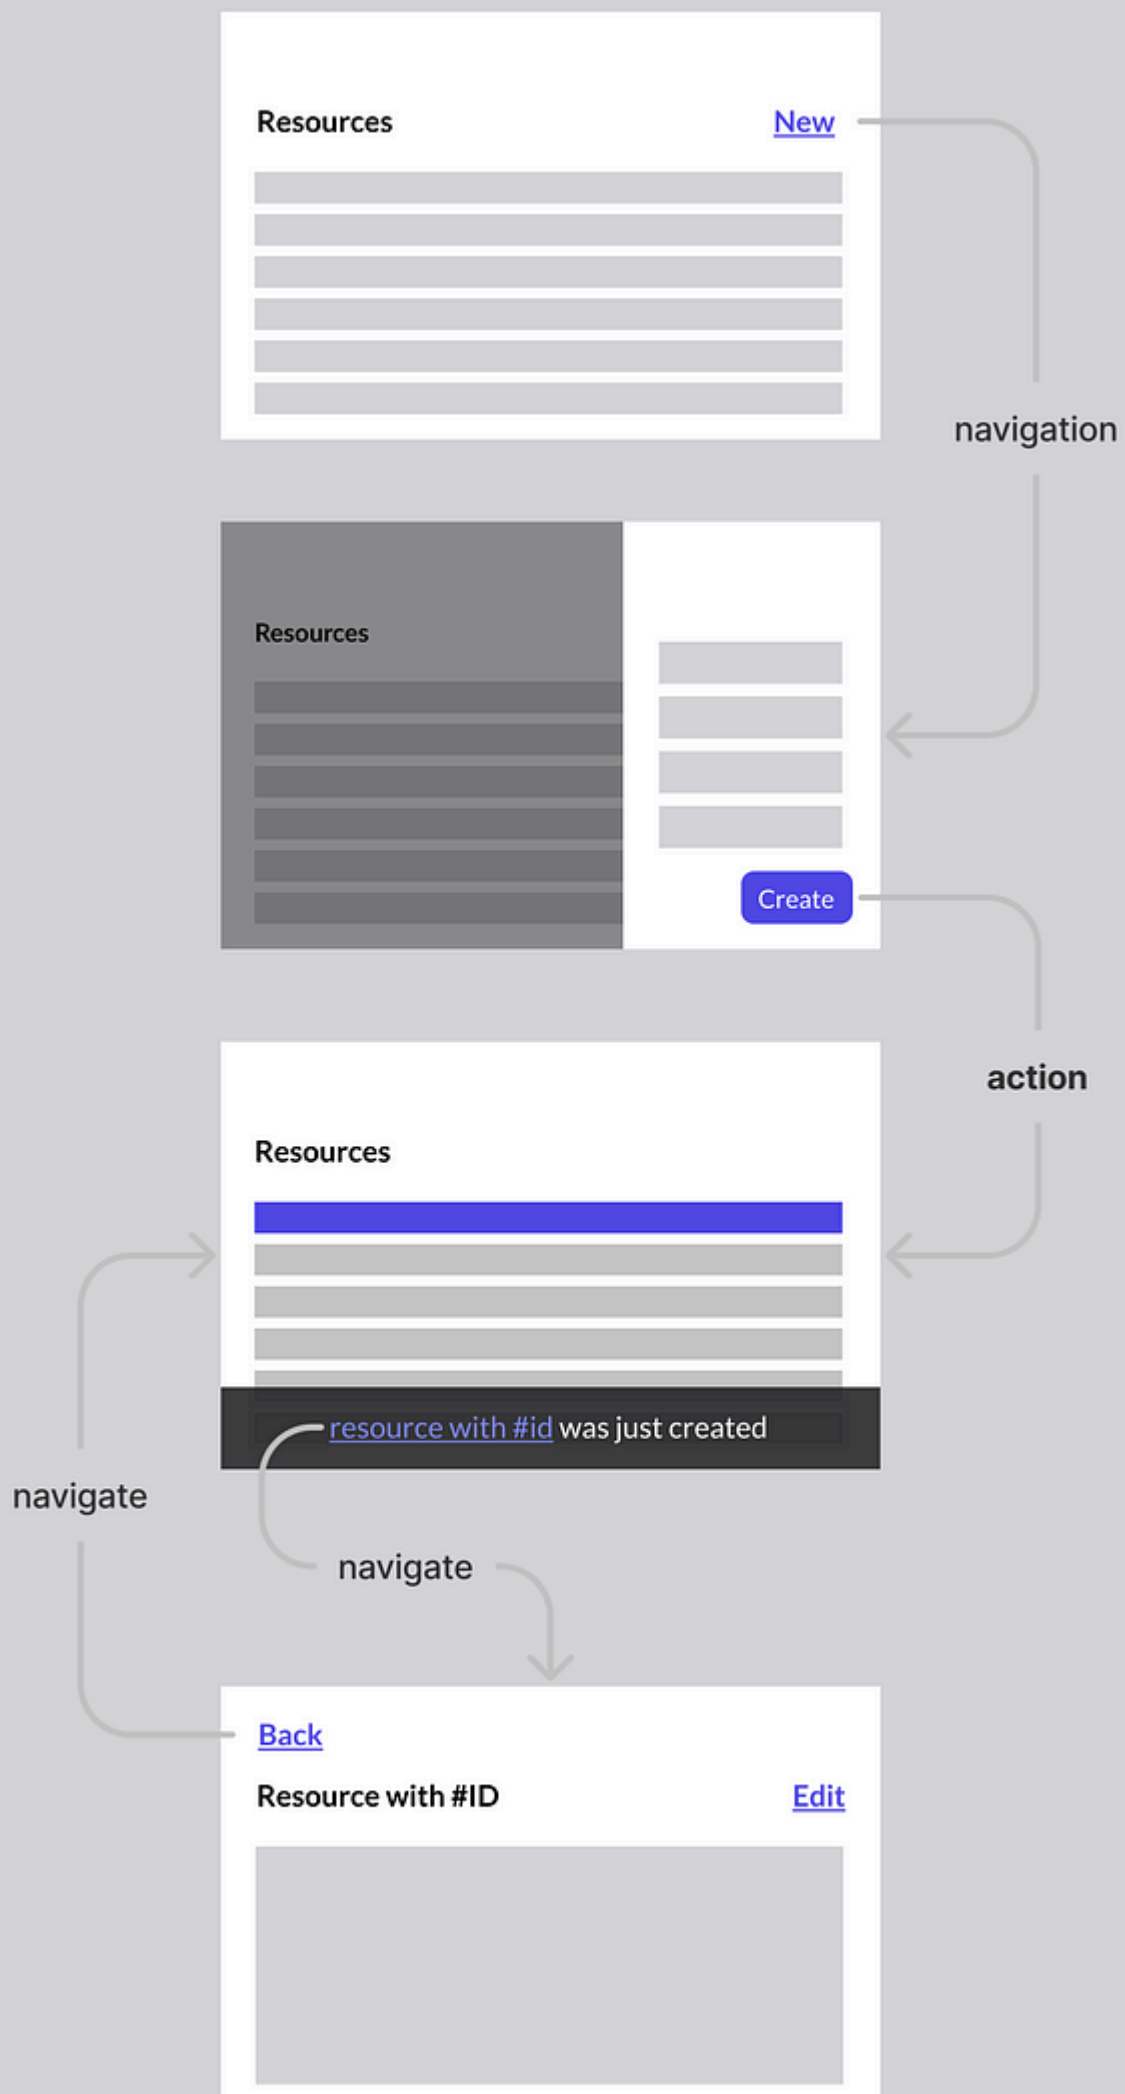 Resources
New
navigation
Resources
Create
action
Resources
resource with #id was just created
navigate
navigate
Back
Resource with #ID
Edit